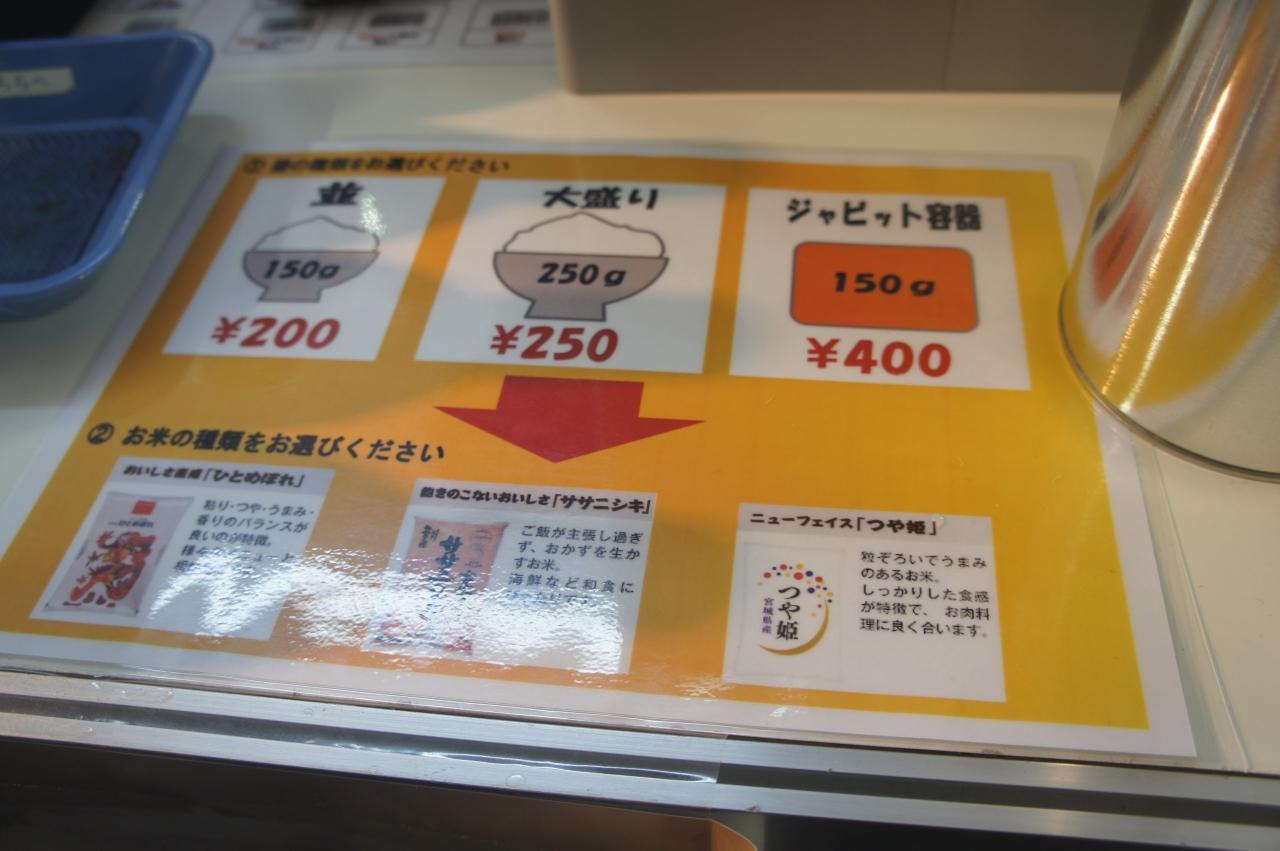 ① 器の種類をお選びください
並
150g
¥200
大盛り
250g
¥250
ジャビット容器
150g
¥400
② お米の種類をお選びください
おいしさ直球「ひとめぼれ」
粘り・つや・うまみ・
香りのバランスが
良いのが特徴。
飽きのこないおいしさ「ササニシキ」
ご飯が主張し過ぎ
ず、おかずを生か
すお米。
海鮮など和食に
ニューフェイス「つや姫」
つや姫
宮城県産
粒ぞろいでうまみ
のあるお米。
しっかりした食感
が特徴で、お肉料
理に良く合います。